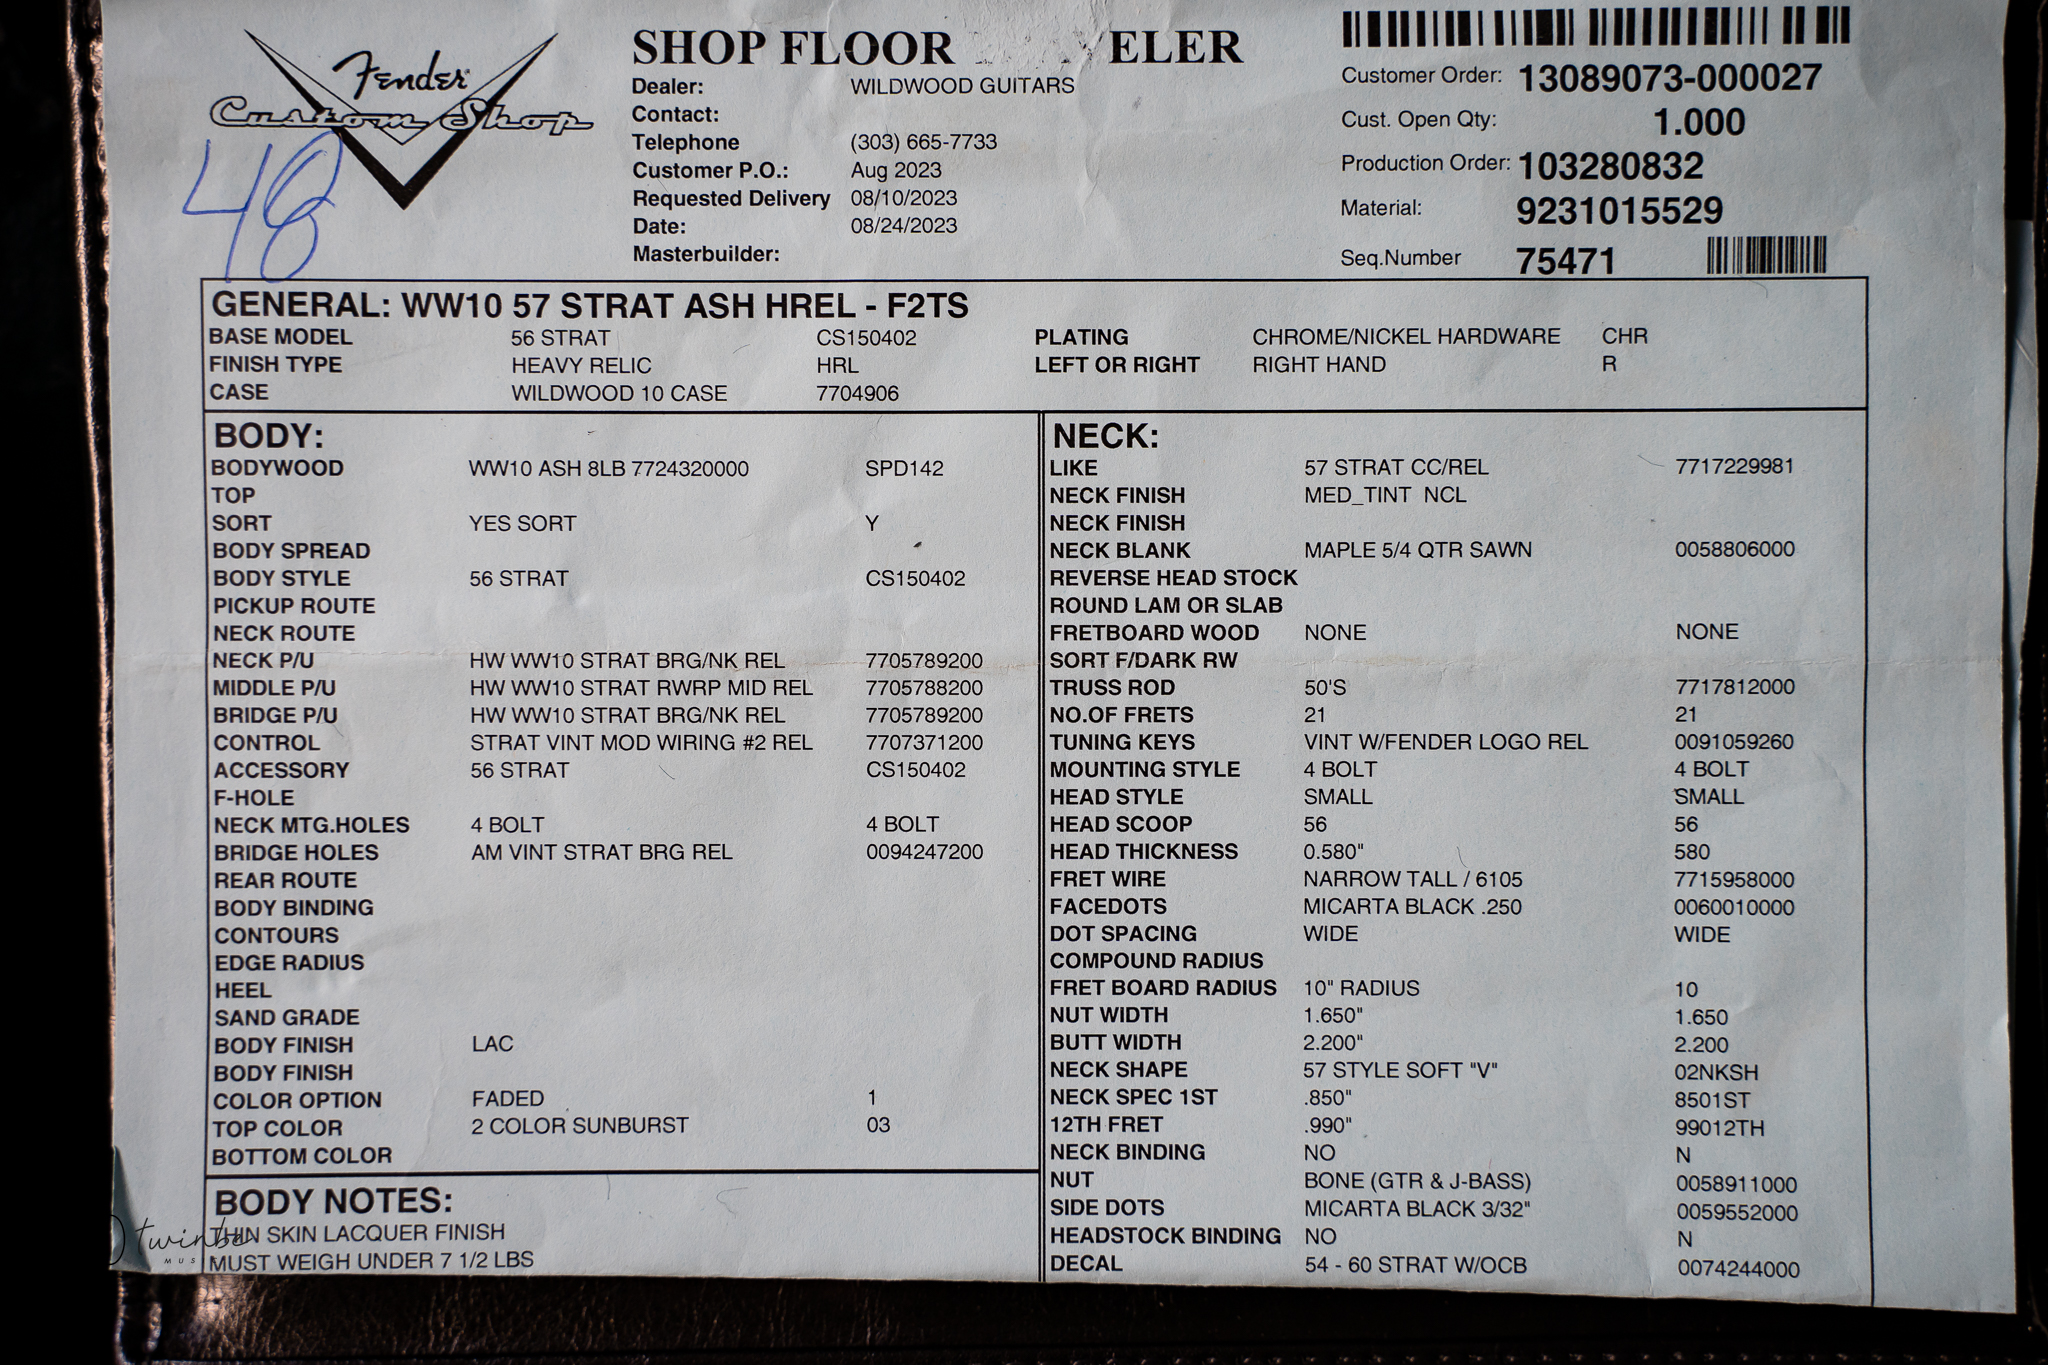 Fender
Custom Shop
48
SHOP FLOOR ELER
Dealer: WILDWOOD GUITARS
Contact:
Telephone (303) 665-7733
Customer P.O.: Aug 2023
Requested Delivery 08/10/2023
Date: 08/24/2023
Masterbuilder:
Customer Order: 13089073-000027
Cust. Open Qty: 1.000
Production Order: 103280832
Material: 9231015529
Seq.Number 75471
GENERAL: WW10 57 STRAT ASH HREL - F2TS
BASE MODEL 56 STRAT CS150402 PLATING CHROME/NICKEL HARDWARE CHR
FINISH TYPE HEAVY RELIC HRL LEFT OR RIGHT RIGHT HAND R
CASE WILDWOOD 10 CASE 7704906
BODY:
BODYWOOD WW10 ASH 8LB 7724320000 SPD142
TOP
SORT YES SORT Y
BODY SPREAD
BODY STYLE 56 STRAT CS150402
PICKUP ROUTE
NECK ROUTE
NECK P/U HW WW10 STRAT BRG/NK REL 7705789200
MIDDLE P/U HW WW10 STRAT RWRP MID REL 7705788200
BRIDGE P/U HW WW10 STRAT BRG/NK REL 7705789200
CONTROL STRAT VINT MOD WIRING #2 REL 7707371200
ACCESSORY 56 STRAT CS150402
F-HOLE
NECK MTG.HOLES 4 BOLT 4 BOLT
BRIDGE HOLES AM VINT STRAT BRG REL 0094247200
REAR ROUTE
BODY BINDING
CONTOURS
EDGE RADIUS
HEEL
SAND GRADE
BODY FINISH LAC
BODY FINISH
COLOR OPTION FADED 1
TOP COLOR 2 COLOR SUNBURST 03
BOTTOM COLOR
BODY NOTES:
THIN SKIN LACQUER FINISH
MUST WEIGH UNDER 7 1/2 LBS
NECK:
LIKE 57 STRAT CC/REL 7717229981
NECK FINISH MED_TINT NCL
NECK FINISH
NECK BLANK MAPLE 5/4 QTR SAWN 0058806000
REVERSE HEAD STOCK
ROUND LAM OR SLAB
FRETBOARD WOOD NONE NONE
SORT F/DARK RW
TRUSS ROD 50'S 7717812000
NO.OF FRETS 21 21
TUNING KEYS VINT W/FENDER LOGO REL 0091059260
MOUNTING STYLE 4 BOLT 4 BOLT
HEAD STYLE SMALL SMALL
HEAD SCOOP 56 56
HEAD THICKNESS 0.580" 580
FRET WIRE NARROW TALL / 6105 7715958000
FACEDOTS MICARTA BLACK .250 0060010000
DOT SPACING WIDE WIDE
COMPOUND RADIUS
FRET BOARD RADIUS 10" RADIUS 10
NUT WIDTH 1.650" 1.650
BUTT WIDTH 2.200" 2.200
NECK SHAPE 57 STYLE SOFT "V" 02NKSH
NECK SPEC 1ST .850" 8501ST
12TH FRET .990" 99012TH
NECK BINDING NO N
NUT BONE (GTR & J-BASS) 0058911000
SIDE DOTS MICARTA BLACK 3/32" 0059552000
HEADSTOCK BINDING NO N
DECAL 54 - 60 STRAT W/OCB 0074244000